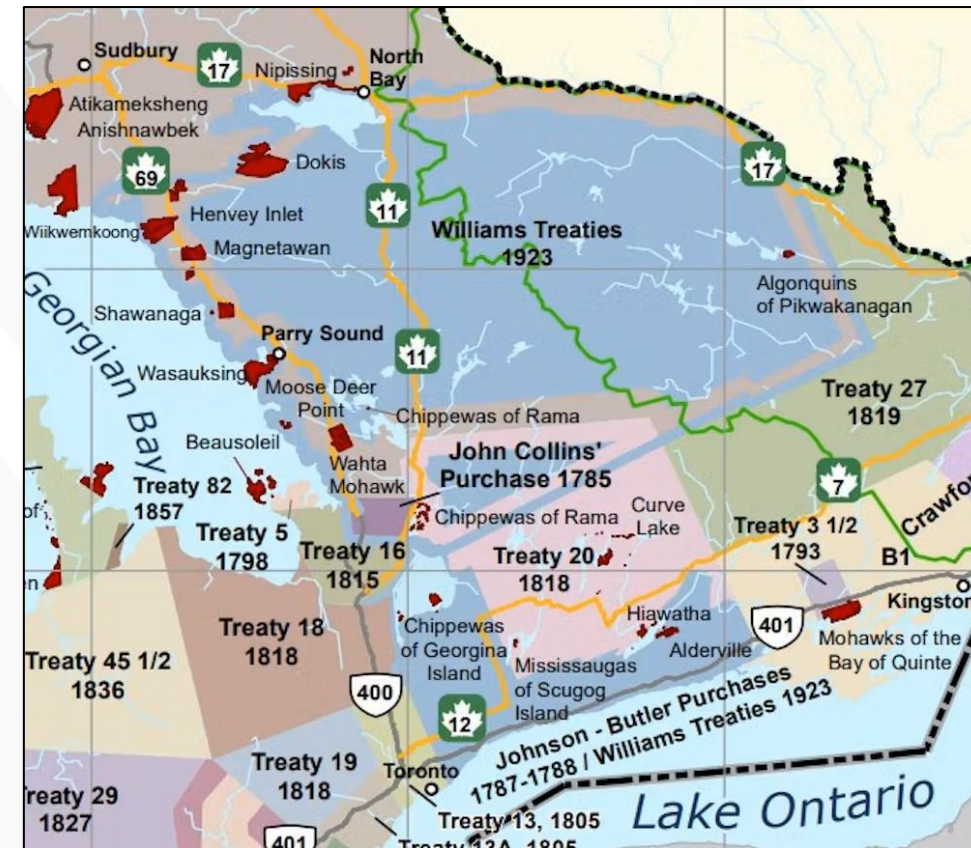 Sudbury
17
Nipissing
North
Bay
Atikameksheng
Anishnawbek
Dokis
69
17
11
Henvey Inlet
Williams Treaties
1923
Wiikwemkoong
Magnetawan
Algonquins
of Pikwakanagan
Georgian Bay
Shawanaga
Parry Sound
11
Wasauksing
Moose Deer
Point
Chippewas of Rama
Treaty 27
1819
Beausoleil
John Collins'
Purchase 1785
Wahta
Mohawk
Treaty 82
1857
7
Curve
Lake
Chippewas of Rama
of
Treaty 5
1798
Treaty 16
1815
Treaty 20
1818
Treaty 3 1/2
1793
Crawfor
B1
en
Kingston
Treaty 18
1818
Chippewas
of Georgina
Island
Hiawatha
401
Alderville
Mohawks of the
Bay of Quinte
Treaty 45 1/2
1836
Mississaugas
of Scugog
Island
400
12
Johnson - Butler Purchases
1787-1788 / Williams Treaties 1923
Treaty 19
1818
Toronto
Lake Ontario
Treaty 29
1827
401
Treaty 13, 1805
Treaty 13A, 1805